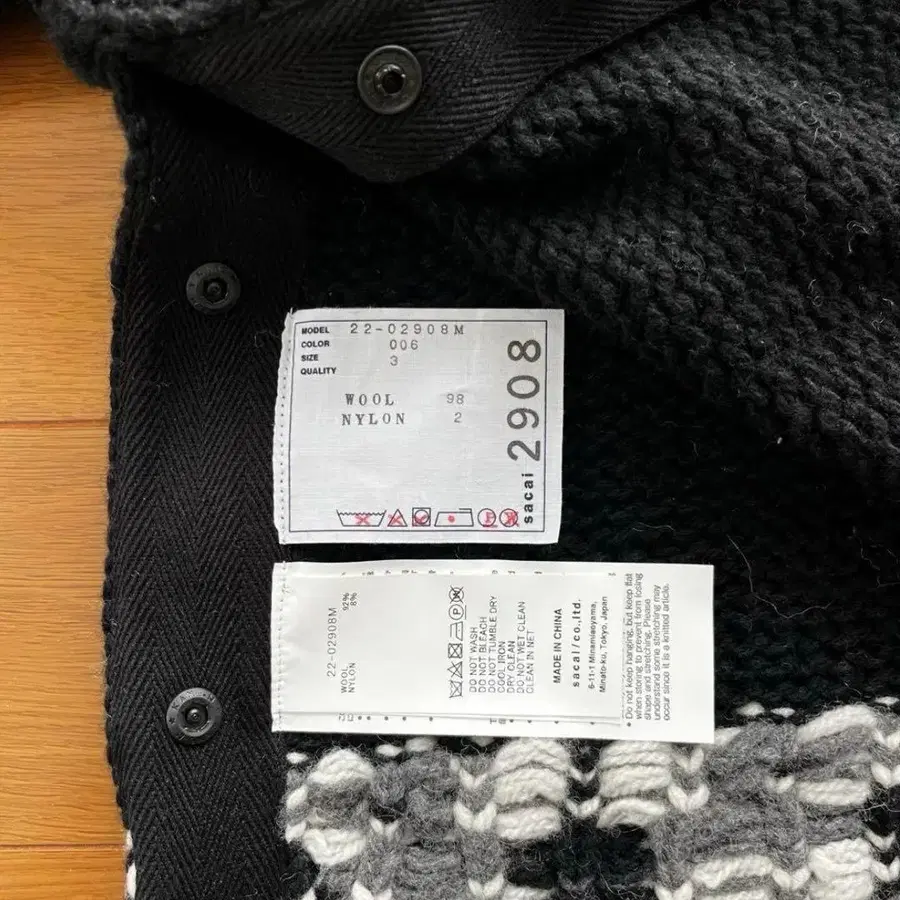 MODEL 22-02908M
COLOR 006
SIZE 3
QUALITY
WOOL 98
NYLON 2
sacai 2908
22-02908M
WOOL 92%
NYLON 8%
DO NOT WASH
DO NOT BLEACH
DO NOT TUMBLE DRY
COOL IRON
DRY CLEAN
DO NOT WET CLEAN
CLEAN IN NET
MADE IN CHINA
sacai/co.,ltd.
6-11-1 Minamiaoyama,
Minato-ku, Tokyo, Japan
* Do not keep hanging, but keep flat
when storing to prevent from losing
shape and stretching. Please
understand some stretching may
occur since it is a knitted article.